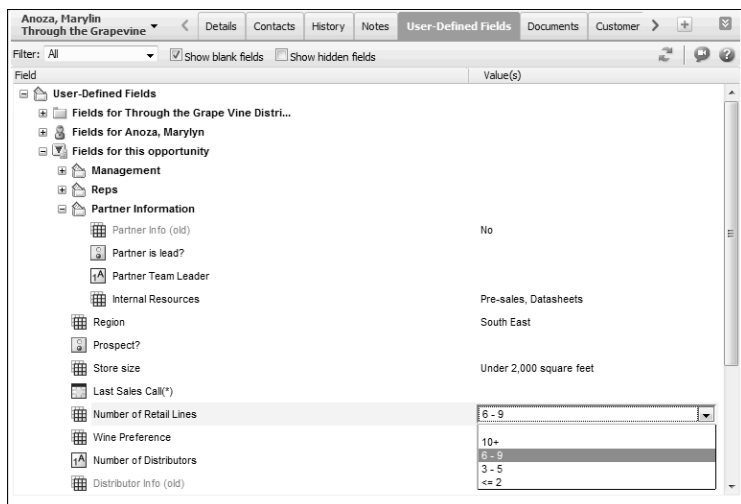 Anoza, Marylin
Through the Grapevine
Details Contacts History Notes User-Defined Fields Documents Customer
Filter: All Show blank fields Show hidden fields
Field Value(s)
User-Defined Fields
Fields for Through the Grape Vine Distri...
Fields for Anoza, Marylyn
Fields for this opportunity
Management
Reps
Partner Information
Partner Info (old) No
Partner is lead?
1A Partner Team Leader
Internal Resources Pre-sales, Datasheets
Region South East
Prospect?
Store size Under 2,000 square feet
Last Sales Call(*)
Number of Retail Lines 6 - 9
Wine Preference 10+
6 - 9
1A Number of Distributors 3 - 5
Distributor Info (old) <= 2